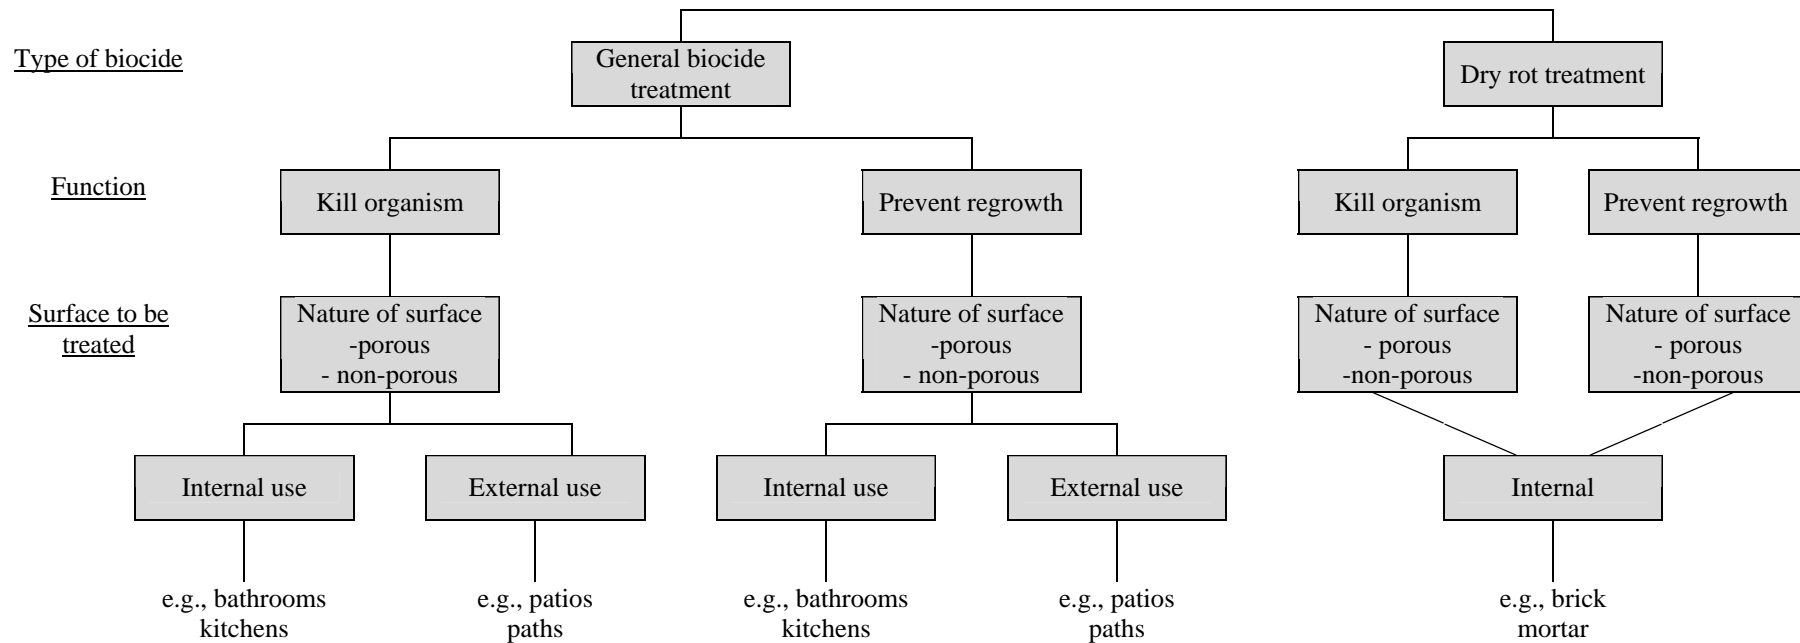 Type of biocide
General biocide
treatment
Dry rot treatment
Function
Kill organism
Prevent regrowth
Kill organism
Prevent regrowth
Surface to be
treated
Nature of surface
-porous
- non-porous
Nature of surface
-porous
- non-porous
Nature of surface
- porous
-non-porous
Nature of surface
- porous
-non-porous
Internal use
External use
Internal use
External use
Internal
e.g., bathrooms
kitchens
e.g., patios
paths
e.g., bathrooms
kitchens
e.g., patios
paths
e.g., brick
mortar